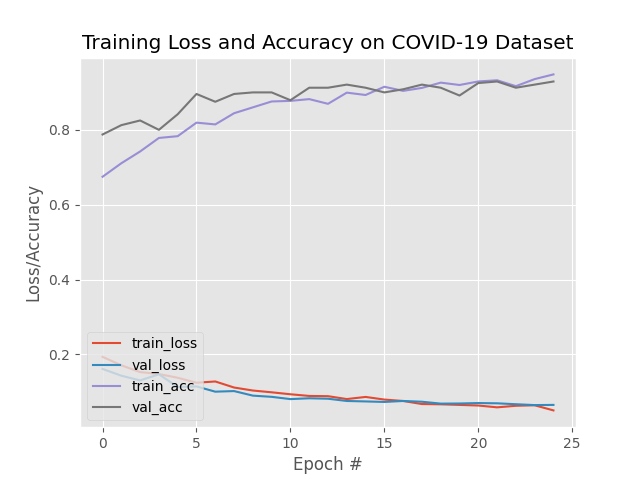 Training Loss and Accuracy on COVID-19 Dataset
Loss/Accuracy
0.8
0.6
0.4
0.2
train_loss
val_loss
train_acc
val_acc
0 5 10 15 20 25
Epoch #